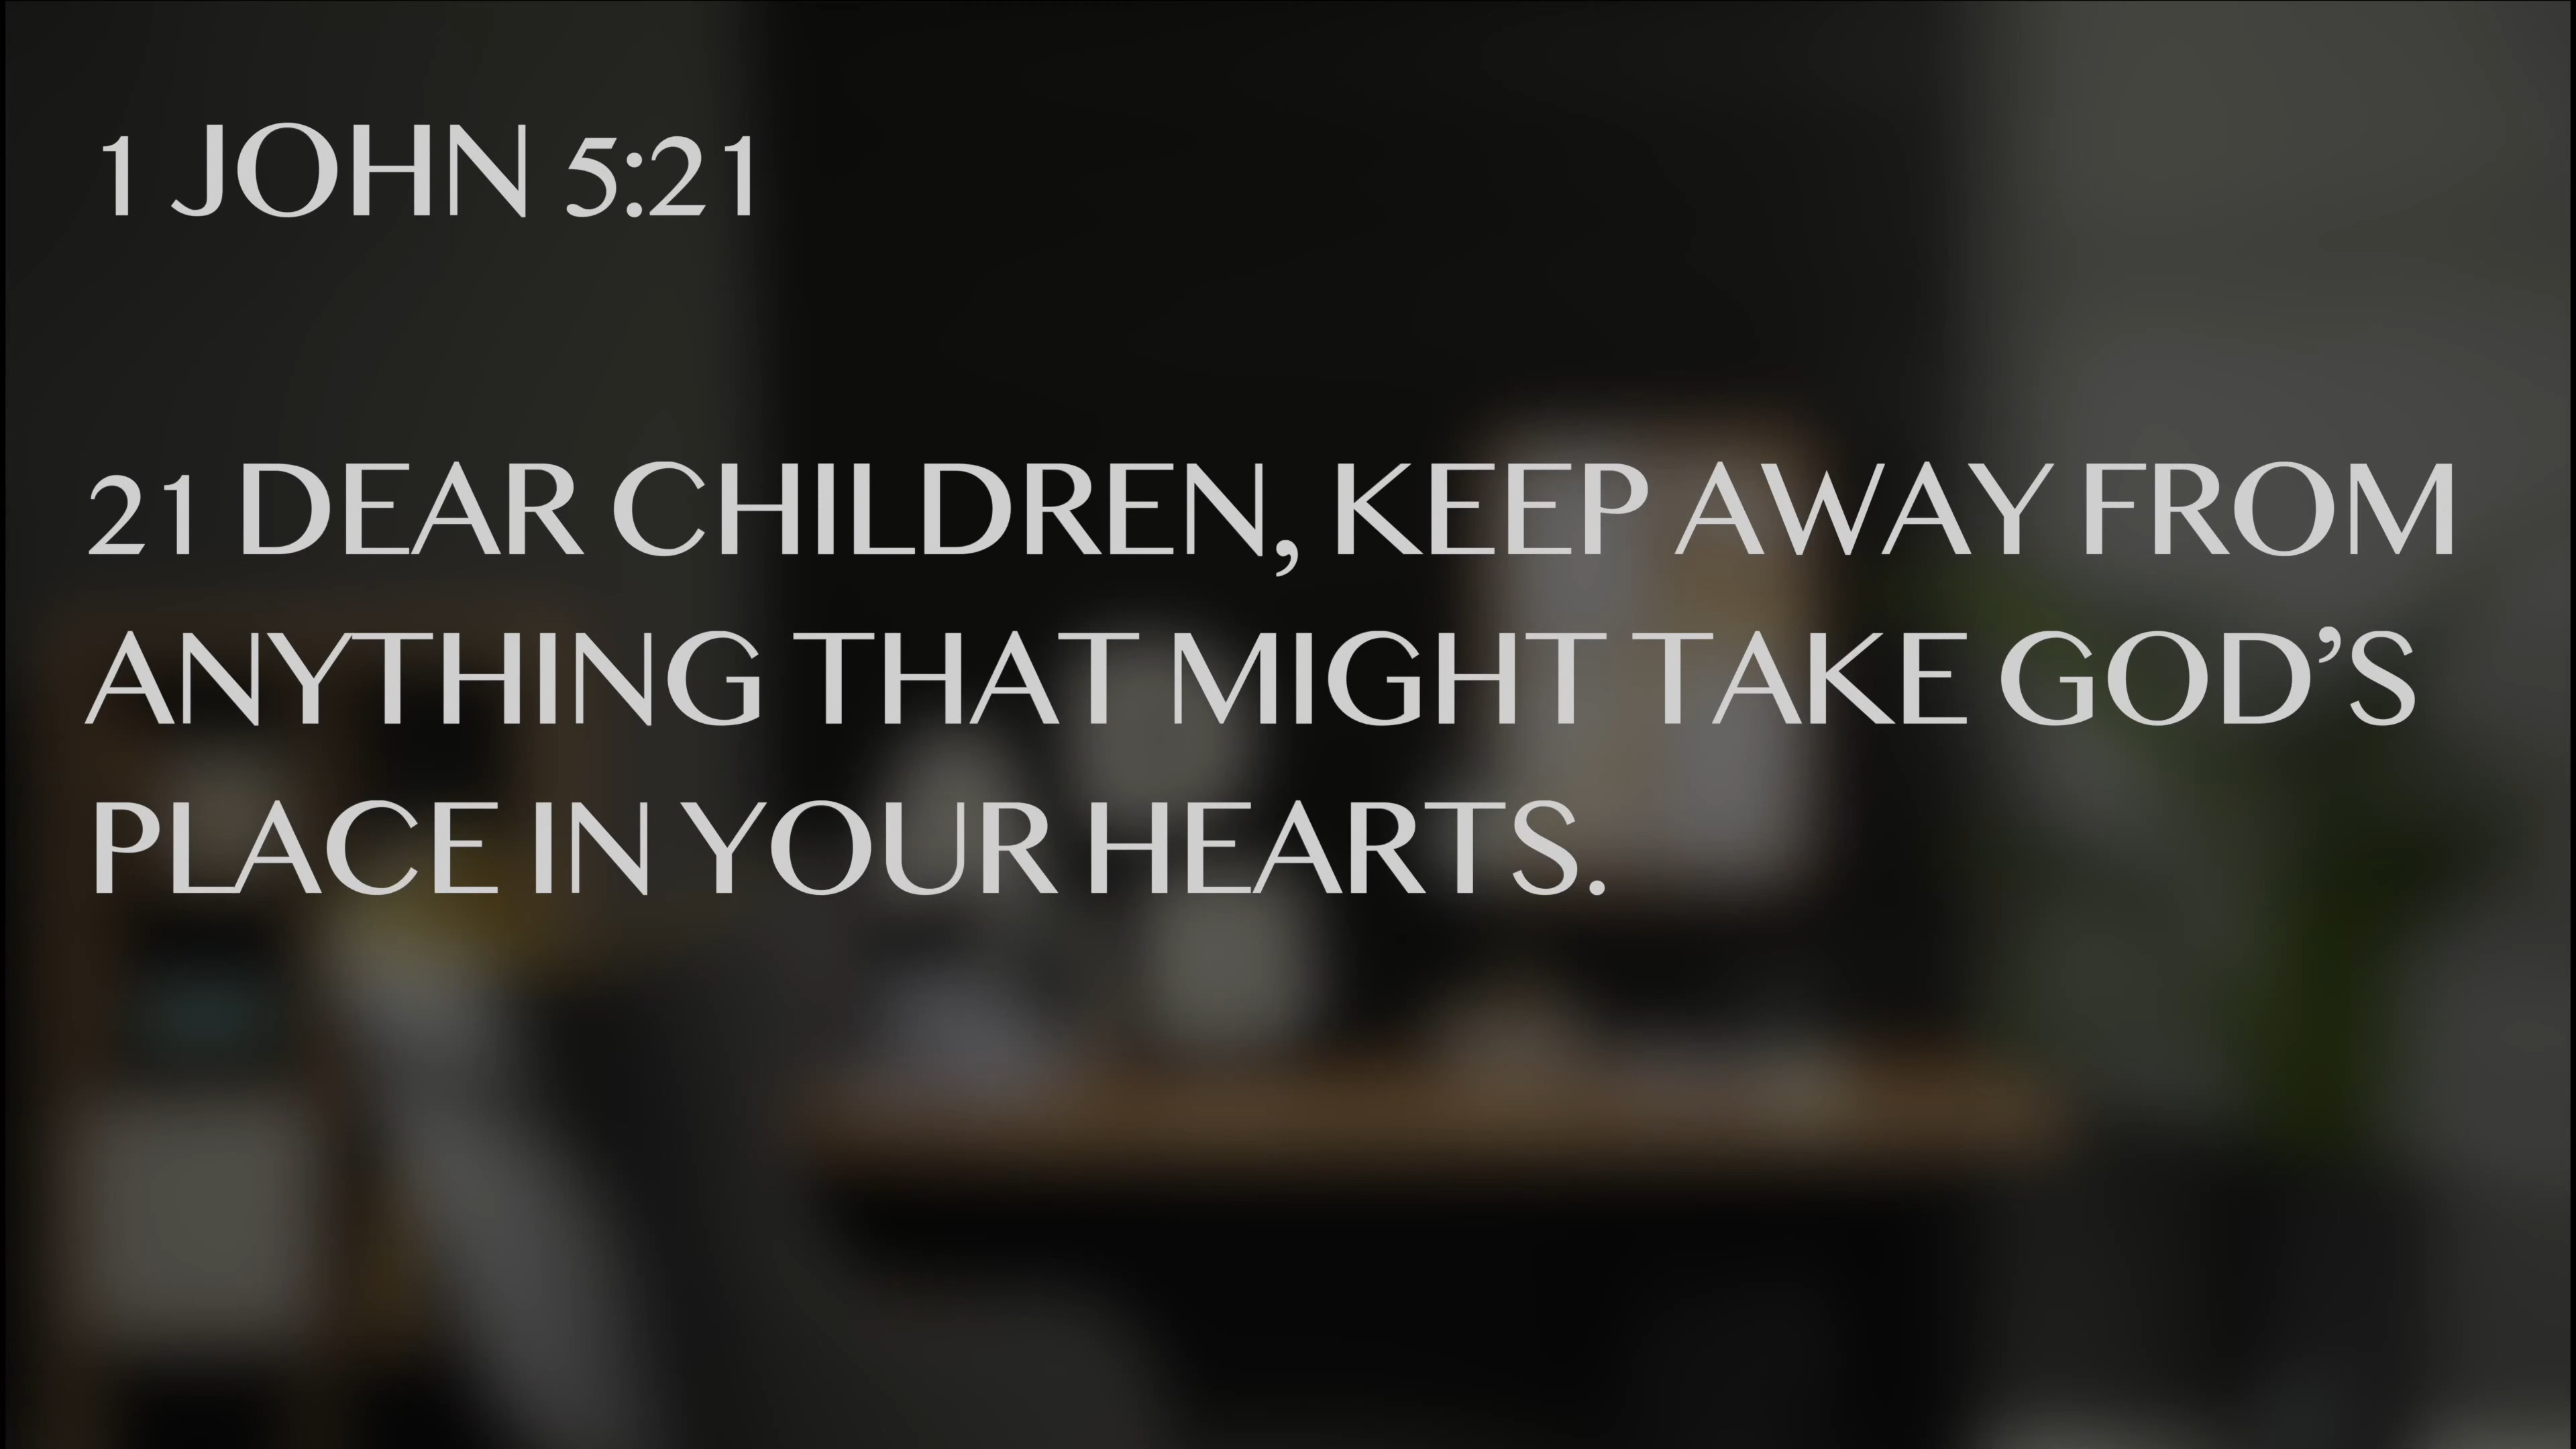 1 JOHN 5:21
21 DEAR CHILDREN, KEEP AWAY FROM
ANYTHING THAT MIGHT TAKE GOD’S
PLACE IN YOUR HEARTS.